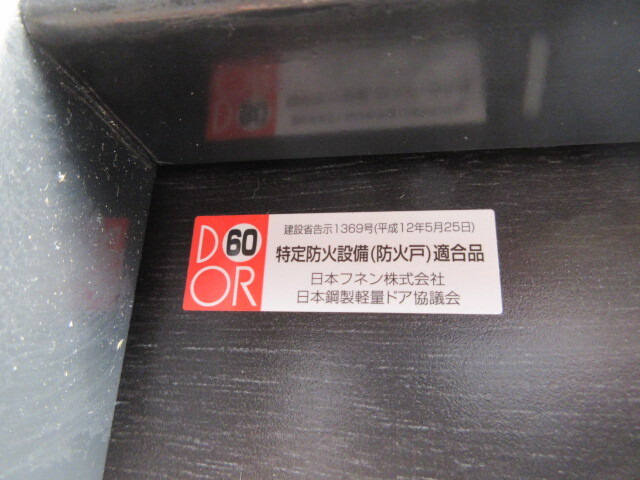 DO
60
OR
建設省告示1369号(平成12年5月25日)
特定防火設備(防火戸)適合品
日本フネン株式会社
日本鋼製軽量ドア協議会